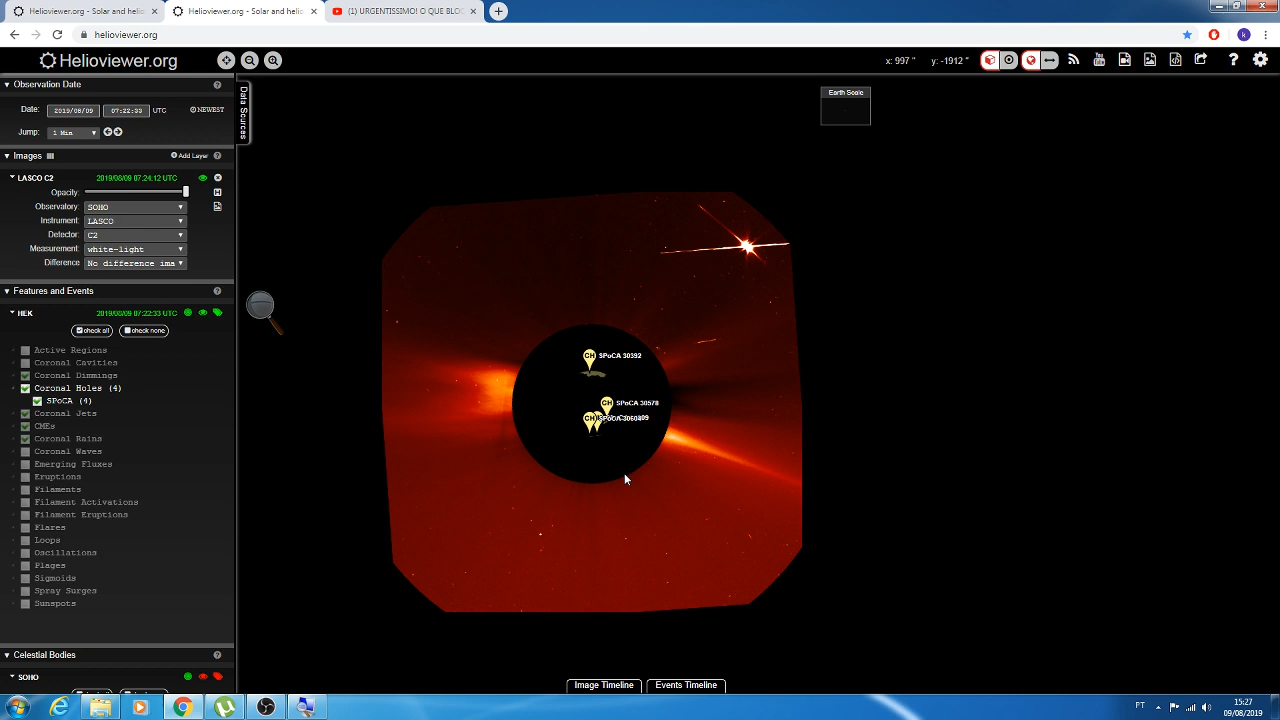 Helioviewer.org - Solar and helio
Helioviewer.org - Solar and helio
(1) URGENTISSIMO! O QUE BLOC
helioviewer.org
k
Helioviewer.org
x: 997 "
y: -1912 "
You
Observation Date
Date:
2019/08/09
07:22:33
UTC
NEWEST
Jump:
1 Min
Images
Add Layer
LASCO C2
2019/08/09 07:24:12 UTC
Opacity:
Observatory:
SOHO
Instrument:
LASCO
Detector:
C2
Measurement:
white-light
Difference
No difference ima
Features and Events
HEK
2019/08/09 07:22:33 UTC
check all
check none
Active Regions
Coronal Cavities
Coronal Dimmings
Coronal Holes (4)
SPoCA (4)
Coronal Jets
CMEs
Coronal Rains
Coronal Waves
Emerging Fluxes
Eruptions
Filaments
Filament Activations
Filament Eruptions
Flares
Loops
Oscillations
Plages
Sigmoids
Spray Surges
Sunspots
Celestial Bodies
SOHO
Data Sources
Earth Scale
CH
SPoCA 30392
CH
SPoCA 30578
CH
Image Timeline
Events Timeline
PT
15:27
09/08/2019